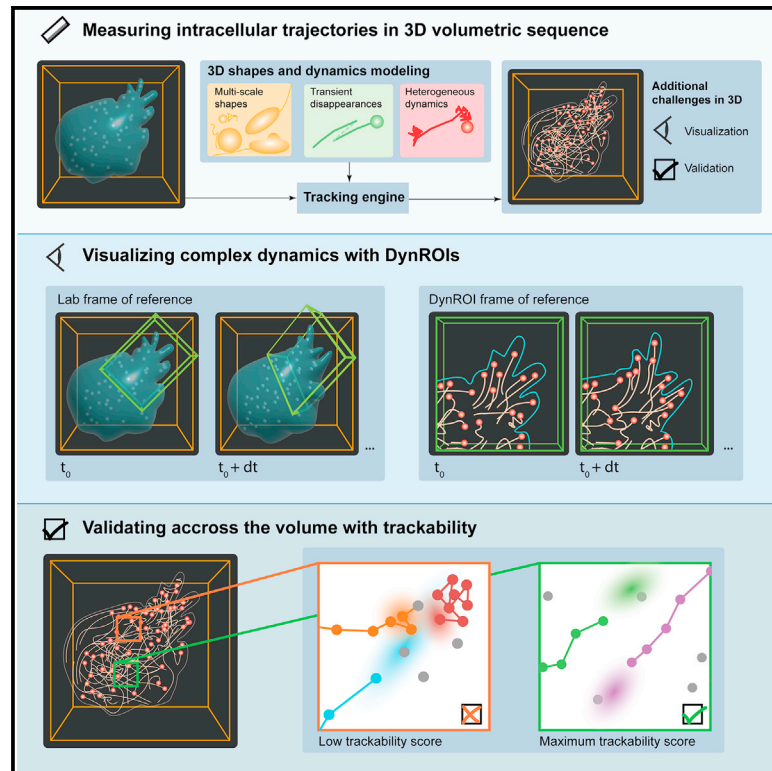 Measuring intracellular trajectories in 3D volumetric sequence
3D shapes and dynamics modeling
Multi-scale
shapes
Transient
disappearances
Heterogeneous
dynamics
Tracking engine
Additional
challenges in 3D
Visualization
Validation
Visualizing complex dynamics with DynROIs
Lab frame of reference
t0
t0 + dt
...
DynROI frame of reference
t0
t0 + dt
...
Validating accross the volume with trackability
Low trackability score
Maximum trackability score